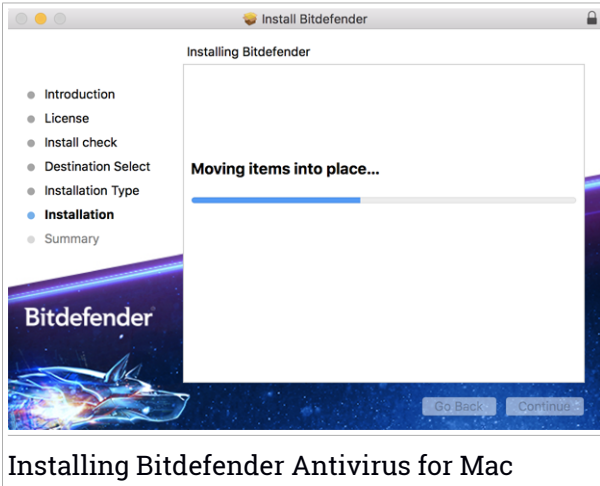 Install Bitdefender
Installing Bitdefender
Introduction
License
Install check
Destination Select
Installation Type
Installation
Summary
Moving items into place...
Bitdefender
Go Back
Continue
Installing Bitdefender Antivirus for Mac